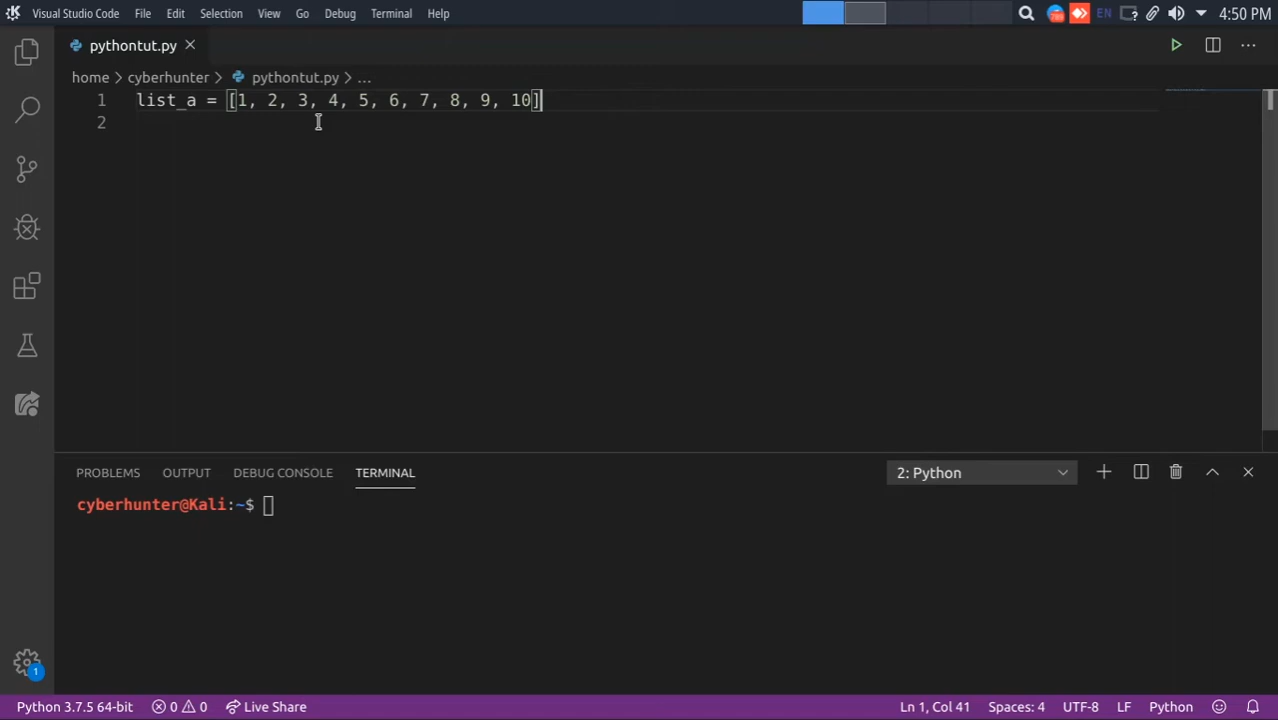 Visual Studio Code File Edit Selection View Go Debug Terminal Help EN 4:50 PM
pythontut.py
home > cyberhunter > pythontut.py > ...
1 list_a = [1, 2, 3, 4, 5, 6, 7, 8, 9, 10]
2
PROBLEMS OUTPUT DEBUG CONSOLE TERMINAL 2: Python
cyberhunter@Kali:~$
1
Python 3.7.5 64-bit 0 0 Live Share Ln 1, Col 41 Spaces: 4 UTF-8 LF Python